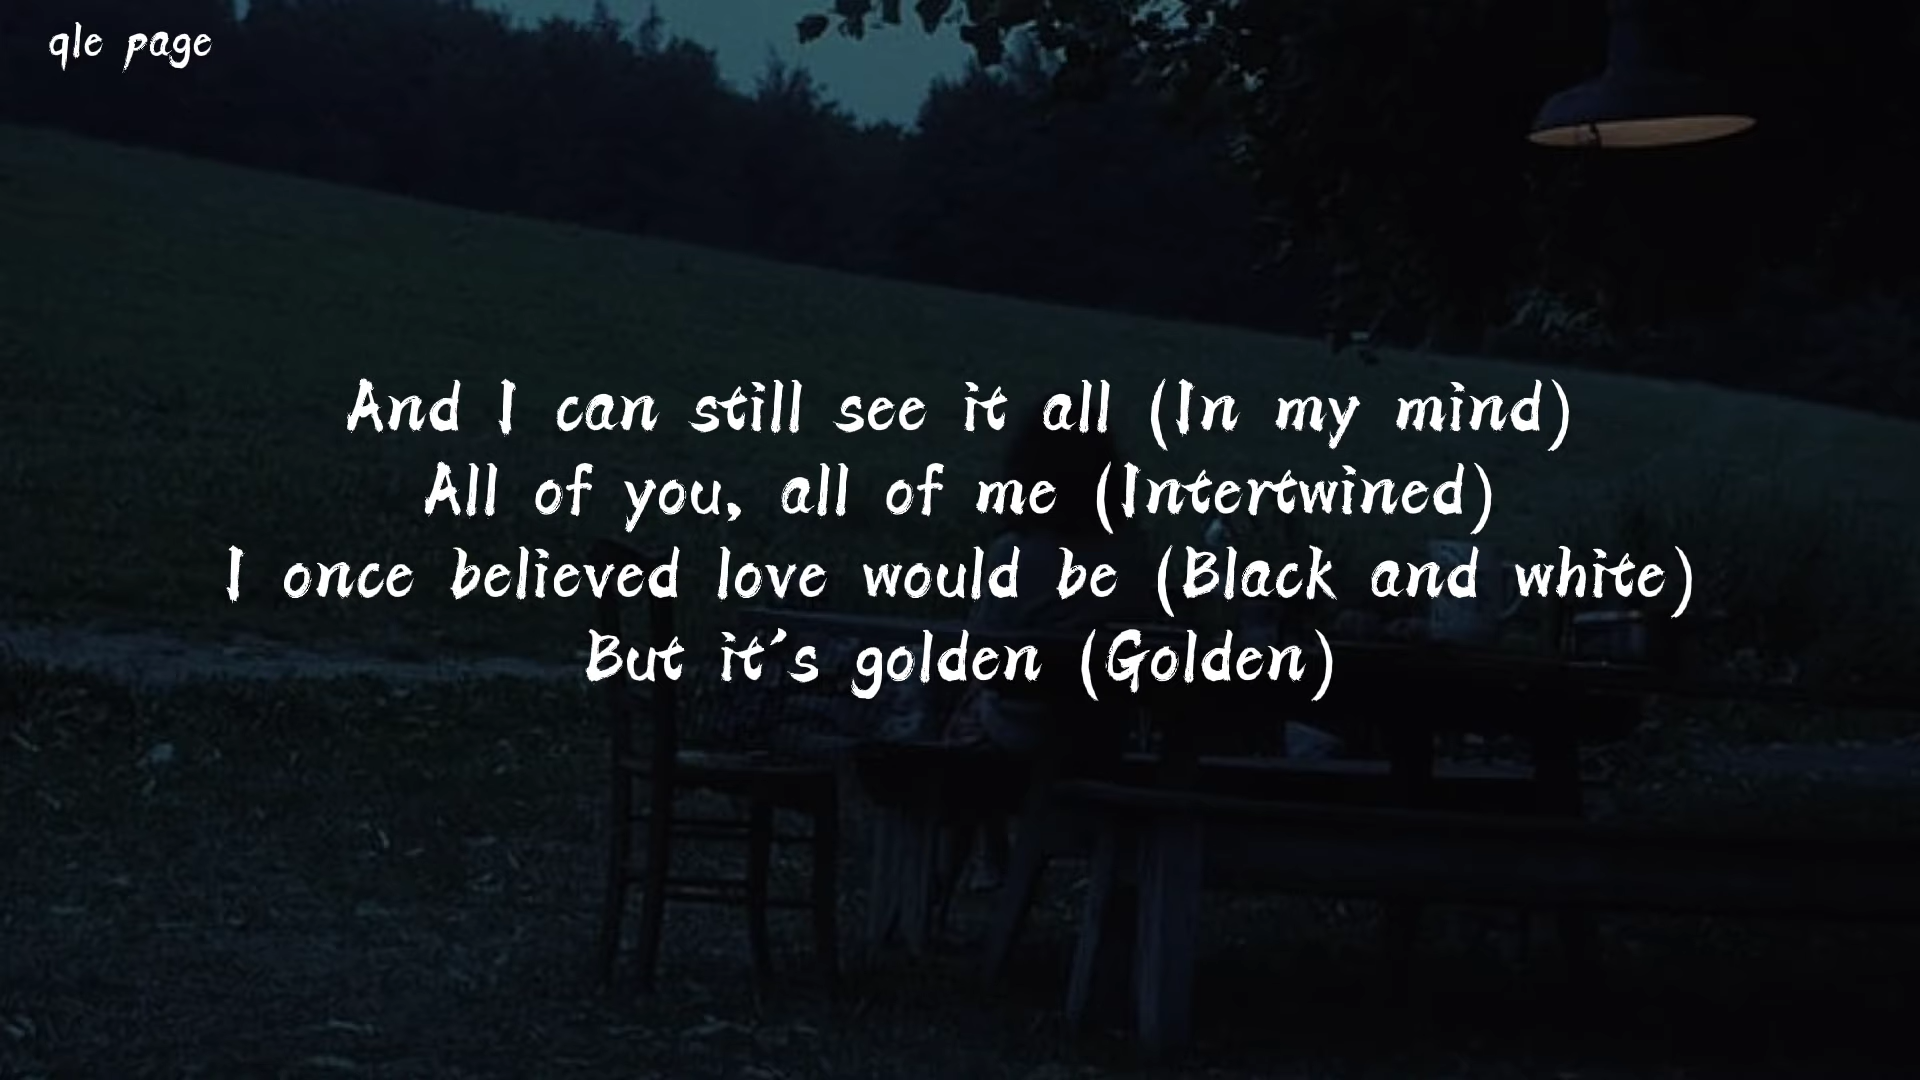 qle page
And I can still see it all (In my mind)
All of you, all of me (Intertwined)
I once believed love would be (Black and white)
But it's golden (Golden)